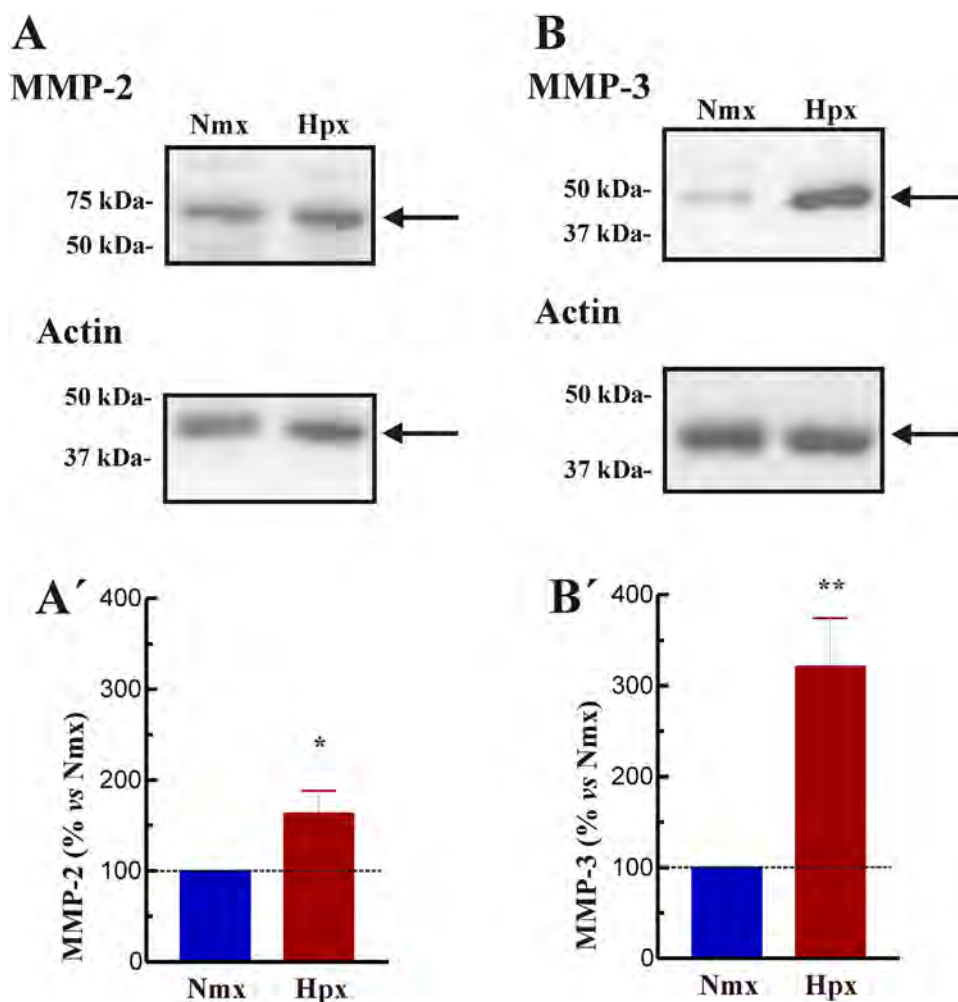 A
MMP-2
Nmx Hpx
75 kDa-
50 kDa-
Actin
50 kDa-
37 kDa-
B
MMP-3
Nmx Hpx
50 kDa-
37 kDa-
Actin
50 kDa-
37 kDa-
A´
MMP-2 (% vs Nmx)
400
300
200
100
0
*
Nmx Hpx
B´
MMP-3 (% vs Nmx)
400
300
200
100
0
**
Nmx Hpx